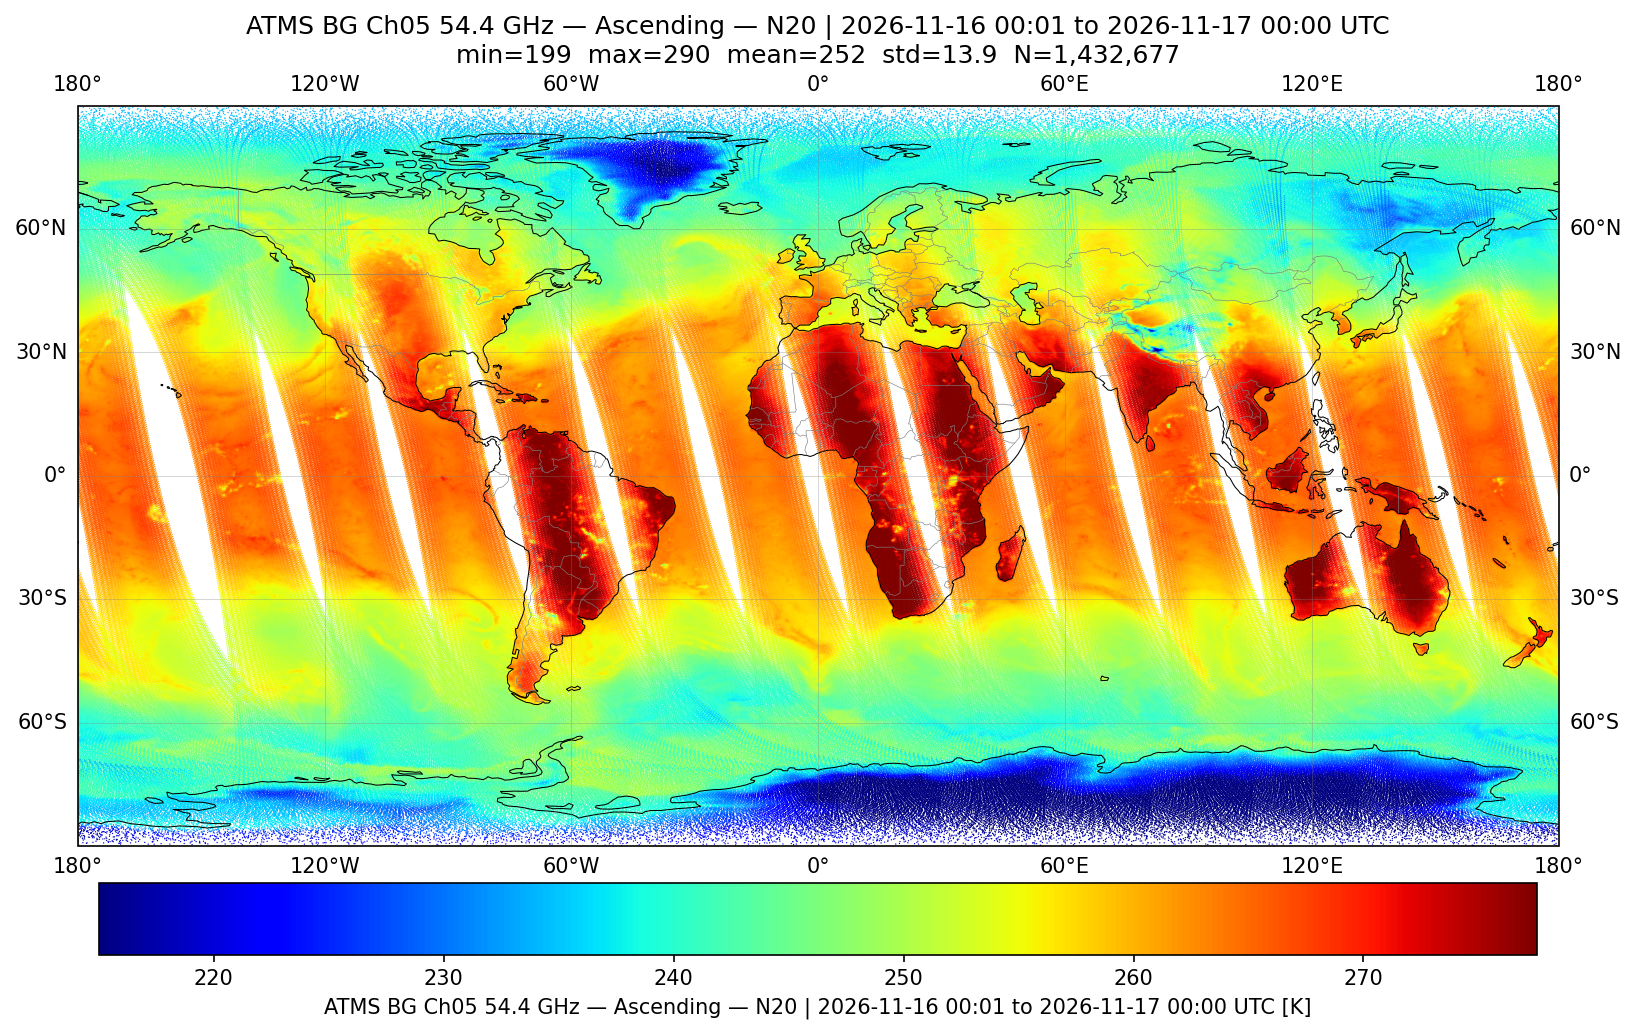 ATMS BG Ch05 54.4 GHz — Ascending — N20 | 2026-11-16 00:01 to 2026-11-17 00:00 UTC
min=199  max=290  mean=252  std=13.9  N=1,432,677
180° 120°W 60°W 0° 60°E 120°E 180°
60°N 60°N
30°N 30°N
0° 0°
30°S 30°S
60°S 60°S
180° 120°W 60°W 0° 60°E 120°E 180°
220 230 240 250 260 270
ATMS BG Ch05 54.4 GHz — Ascending — N20 | 2026-11-16 00:01 to 2026-11-17 00:00 UTC [K]